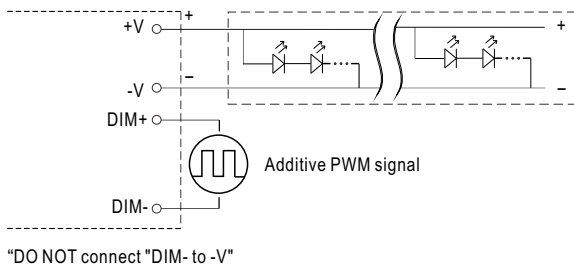 +V + +
-V − −
DIM+
Additive PWM signal
DIM-
“DO NOT connect "DIM- to -V"